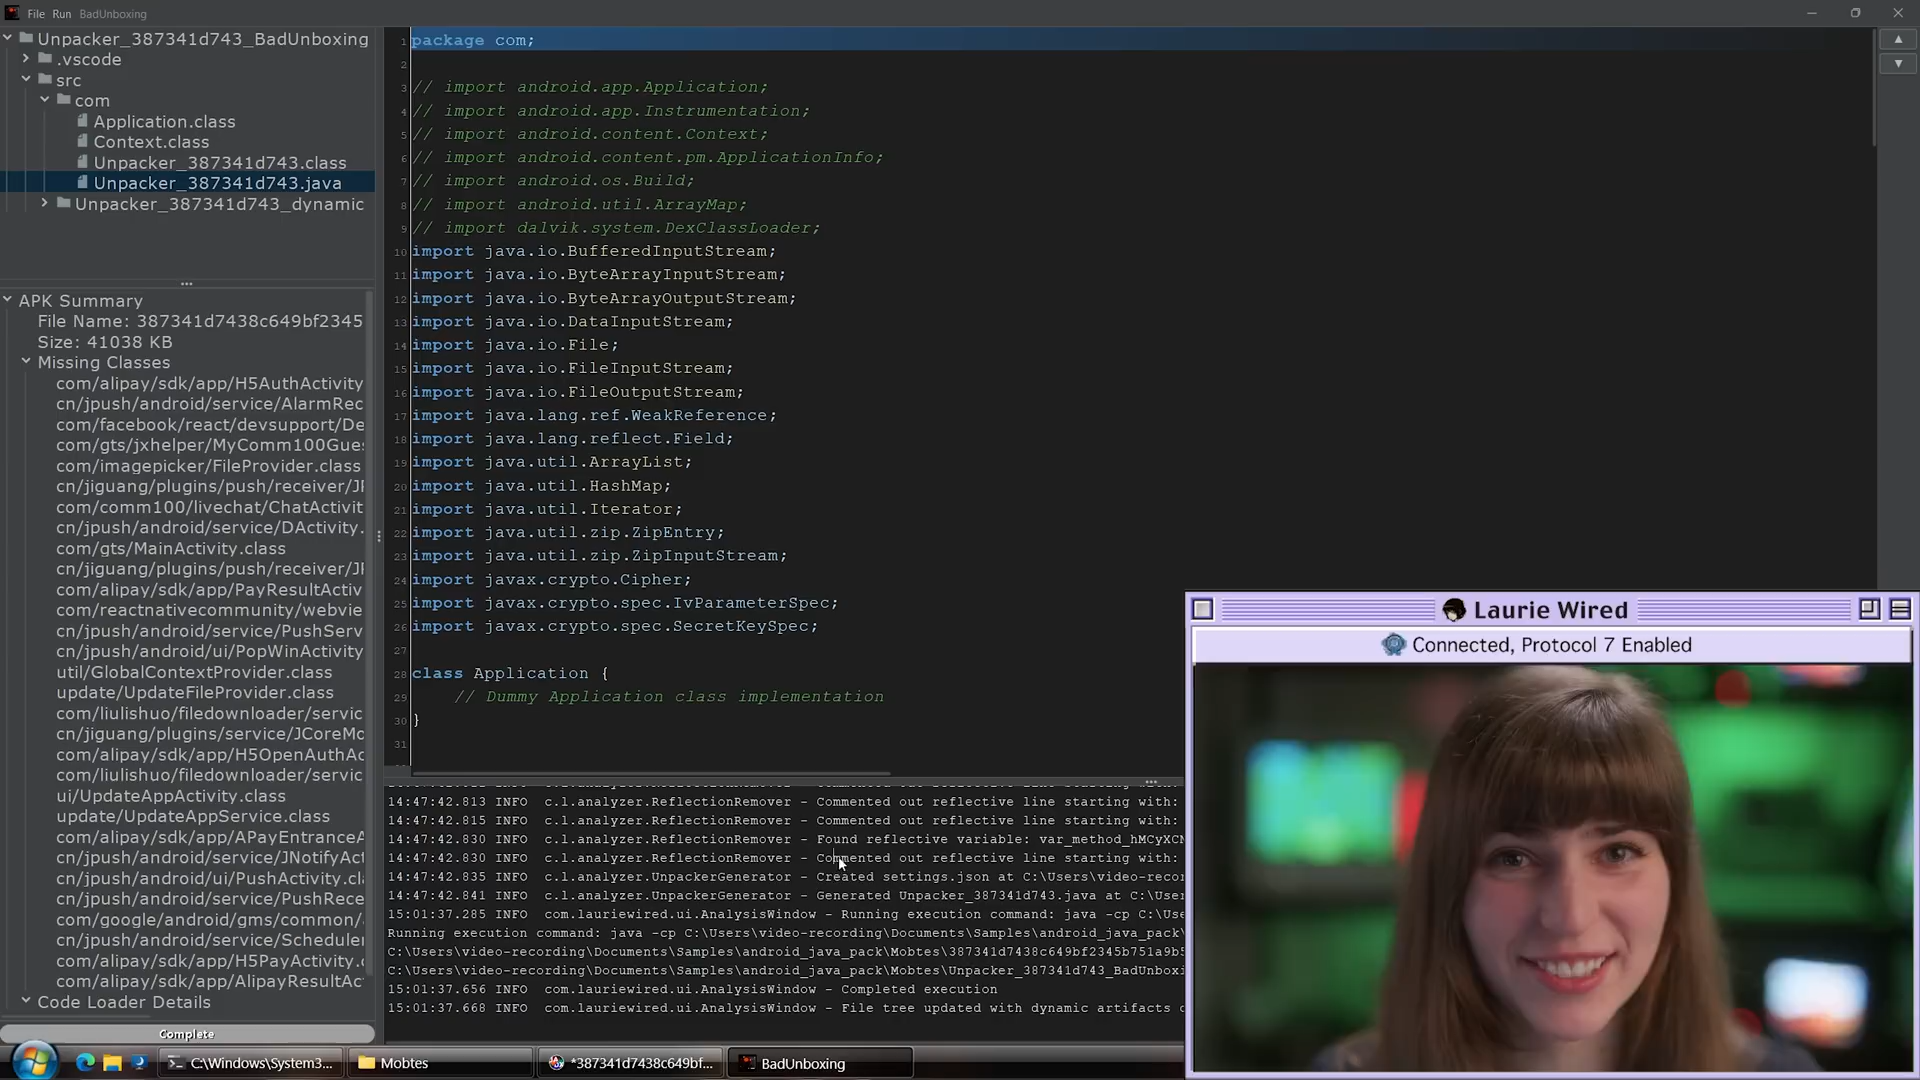 File Run BadUnboxing
Unpacker_387341d743_BadUnboxing
.vscode
src
com
Application.class
Context.class
Unpacker_387341d743.class
Unpacker_387341d743.java
Unpacker_387341d743_dynamic
APK Summary
File Name: 387341d7438c649bf2345
Size: 41038 KB
Missing Classes
com/alipay/sdk/app/H5AuthActivity
cn/jpush/android/service/AlarmRec
com/facebook/react/devsupport/De
com/gts/jxhelper/MyComm100Gue
com/imagepicker/FileProvider.class
cn/jiguang/plugins/push/receiver/JI
com/comm100/livechat/ChatActivit
cn/jpush/android/service/DActivity.
com/gts/MainActivity.class
cn/jiguang/plugins/push/receiver/JI
com/alipay/sdk/app/PayResultActiv
com/reactnativecommunity/webvie
cn/jpush/android/service/PushServ
cn/jpush/android/ui/PopWinActivity
util/GlobalContextProvider.class
update/UpdateFileProvider.class
com/liulishuo/filedownloader/servic
cn/jiguang/plugins/service/JCoreMo
com/alipay/sdk/app/H5OpenAuthAc
com/liulishuo/filedownloader/servic
ui/UpdateAppActivity.class
update/UpdateAppService.class
com/alipay/sdk/app/APayEntranceA
cn/jpush/android/service/JNotifyAct
cn/jpush/android/ui/PushActivity.cl
cn/jpush/android/service/PushRece
com/google/android/gms/common/
cn/jpush/android/service/Scheduler
com/alipay/sdk/app/H5PayActivity.c
com/alipay/sdk/app/AlipayResultAc
Code Loader Details
Complete
1 package com;
2
3 // import android.app.Application;
4 // import android.app.Instrumentation;
5 // import android.content.Context;
6 // import android.content.pm.ApplicationInfo;
7 // import android.os.Build;
8 // import android.util.ArrayMap;
9 // import dalvik.system.DexClassLoader;
10 import java.io.BufferedInputStream;
11 import java.io.ByteArrayInputStream;
12 import java.io.ByteArrayOutputStream;
13 import java.io.DataInputStream;
14 import java.io.File;
15 import java.io.FileInputStream;
16 import java.io.FileOutputStream;
17 import java.lang.ref.WeakReference;
18 import java.lang.reflect.Field;
19 import java.util.ArrayList;
20 import java.util.HashMap;
21 import java.util.Iterator;
22 import java.util.zip.ZipEntry;
23 import java.util.zip.ZipInputStream;
24 import javax.crypto.Cipher;
25 import javax.crypto.spec.IvParameterSpec;
26 import javax.crypto.spec.SecretKeySpec;
27
28 class Application {
29 // Dummy Application class implementation
30 }
31
14:47:42.813 INFO c.l.analyzer.ReflectionRemover - Commented out reflective line starting with:
14:47:42.815 INFO c.l.analyzer.ReflectionRemover - Commented out reflective line starting with:
14:47:42.830 INFO c.l.analyzer.ReflectionRemover - Found reflective variable: var_method_hMCyXCN
14:47:42.830 INFO c.l.analyzer.ReflectionRemover - Commented out reflective line starting with:
14:47:42.835 INFO c.l.analyzer.UnpackerGenerator - Created settings.json at C:\Users\video-recor
14:47:42.841 INFO c.l.analyzer.UnpackerGenerator - Generated Unpacker_387341d743.java at C:\User
15:01:37.285 INFO com.lauriewired.ui.AnalysisWindow - Running execution command: java -cp C:\Use
Running execution command: java -cp C:\Users\video-recording\Documents\Samples\android_java_pack\
C:\Users\video-recording\Documents\Samples\android_java_pack\Mobtes\387341d7438c649bf2345b751a9b5
C:\Users\video-recording\Documents\Samples\android_java_pack\Mobtes\Unpacker_387341d743_BadUnboxi
15:01:37.656 INFO com.lauriewired.ui.AnalysisWindow - Completed execution
15:01:37.668 INFO com.lauriewired.ui.AnalysisWindow - File tree updated with dynamic artifacts
Laurie Wired
Connected, Protocol 7 Enabled
C:\Windows\System3...
Mobtes
*387341d7438c649bf...
BadUnboxing